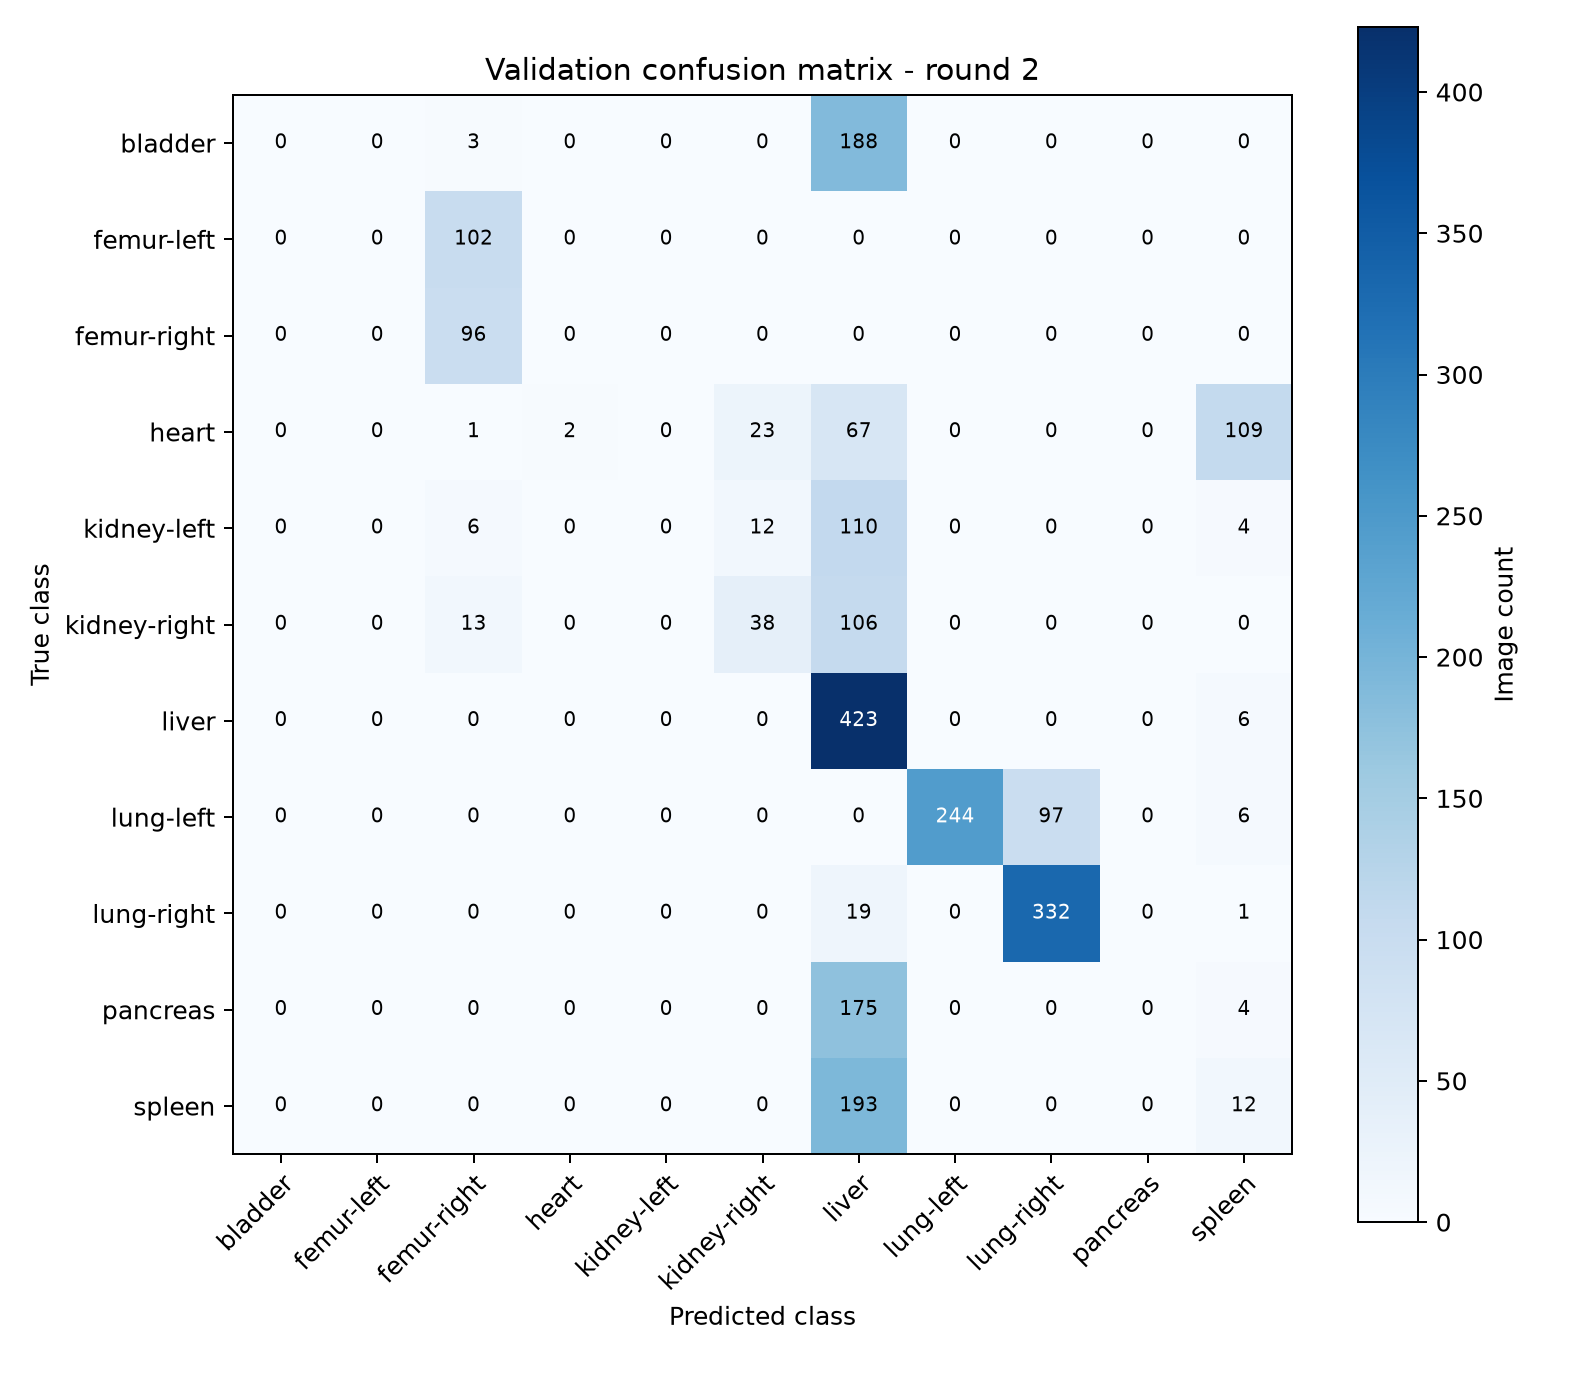 Validation confusion matrix - round 2
bladder 0 0 3 0 0 0 188 0 0 0 0
femur-left 0 0 102 0 0 0 0 0 0 0 0
femur-right 0 0 96 0 0 0 0 0 0 0 0
heart 0 0 1 2 0 23 67 0 0 0 109
kidney-left 0 0 6 0 0 12 110 0 0 0 4
kidney-right 0 0 13 0 0 38 106 0 0 0 0
liver 0 0 0 0 0 0 423 0 0 0 6
lung-left 0 0 0 0 0 0 0 244 97 0 6
lung-right 0 0 0 0 0 0 19 0 332 0 1
pancreas 0 0 0 0 0 0 175 0 0 0 4
spleen 0 0 0 0 0 0 193 0 0 0 12
bladder femur-left femur-right heart kidney-left kidney-right liver lung-left lung-right pancreas spleen
Predicted class
True class
400
350
300
250
200
150
100
50
0
Image count